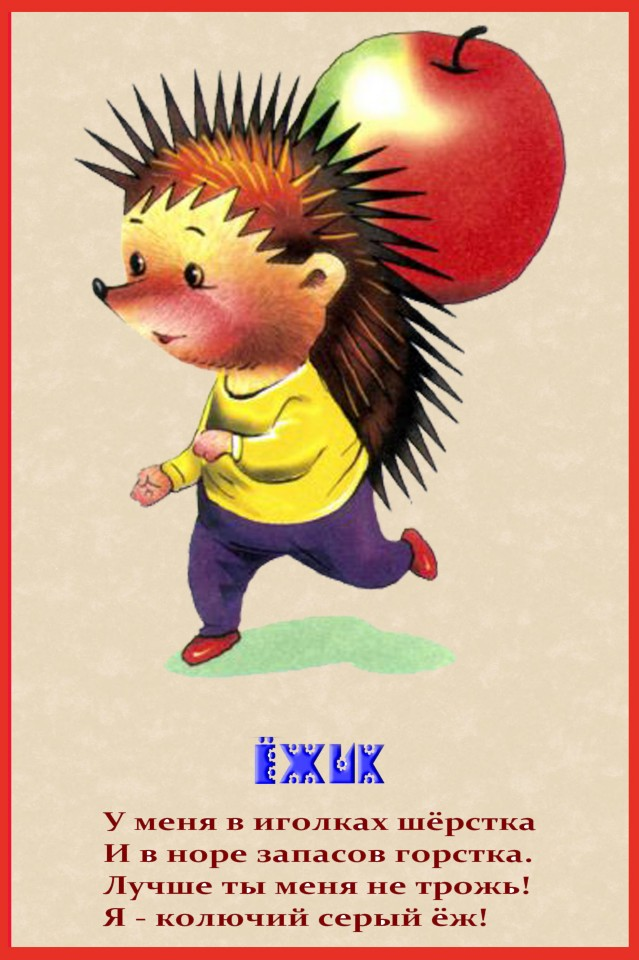 ЁЖИК
У меня в иголках шёрстка
И в норе запасов горстка.
Лучше ты меня не трожь!
Я - колючий серый ёж!